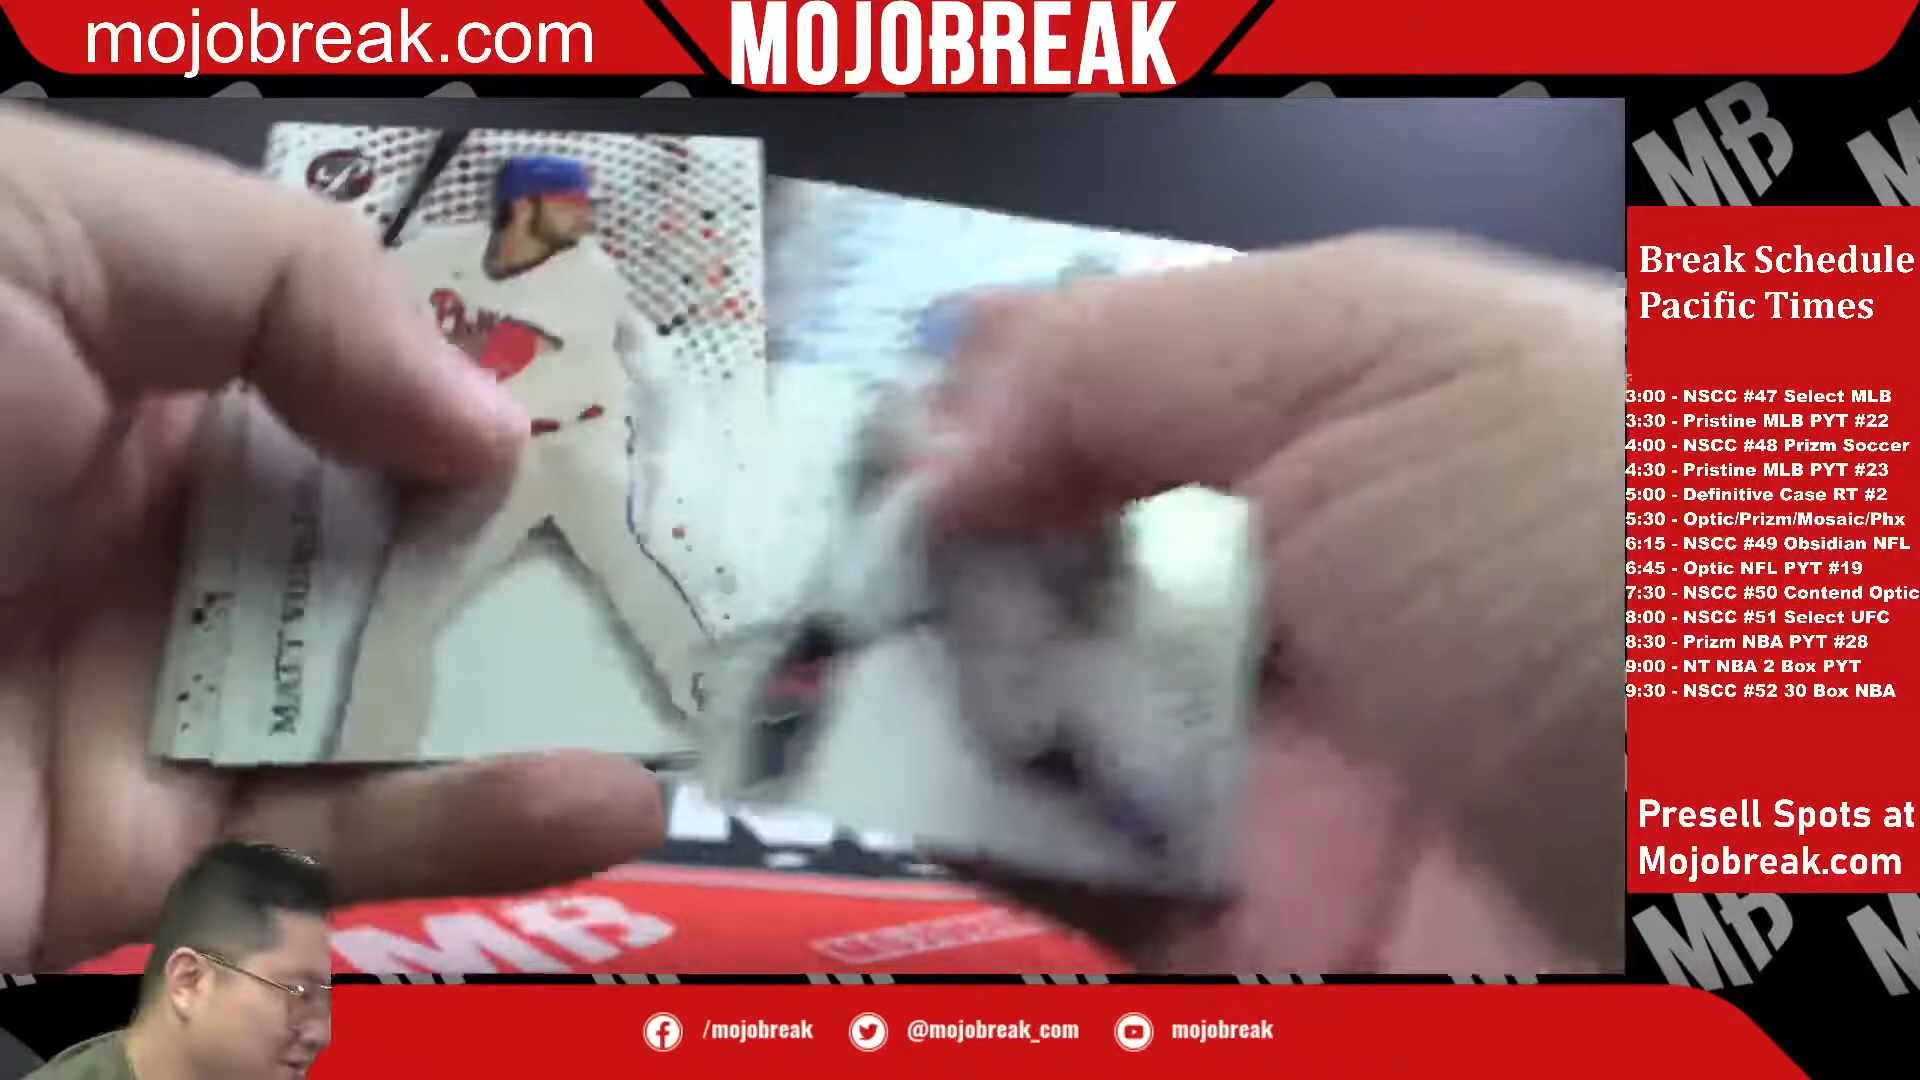 mojobreak.com
MOJOBREAK
Phillies
MATT VIERLING
Break Schedule
Pacific Times
3:00 - NSCC #47 Select MLB
3:30 - Pristine MLB PYT #22
4:00 - NSCC #48 Prizm Soccer
4:30 - Pristine MLB PYT #23
5:00 - Definitive Case RT #2
5:30 - Optic/Prizm/Mosaic/Phx
6:15 - NSCC #49 Obsidian NFL
6:45 - Optic NFL PYT #19
7:30 - NSCC #50 Contend Optic
8:00 - NSCC #51 Select UFC
8:30 - Prizm NBA PYT #28
9:00 - NT NBA 2 Box PYT
9:30 - NSCC #52 30 Box NBA
Presell Spots at
Mojobreak.com
MB
/mojobreak
@mojobreak_com
mojobreak